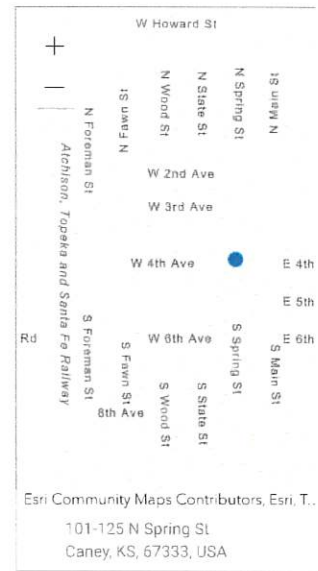 W Howard St
+
−
N Foreman St
N Fawn St
N Wood St
N State St
N Spring St
N Main St
Atchison, Topeka and Santa Fe Railway
W 2nd Ave
W 3rd Ave
W 4th Ave
E 4th
E 5th
Rd
W 6th Ave
E 6th
S Foreman St
S Fawn St
S Wood St
S State St
S Spring St
S Main St
8th Ave
Esri Community Maps Contributors, Esri, T...
101-125 N Spring St
Caney, KS, 67333, USA